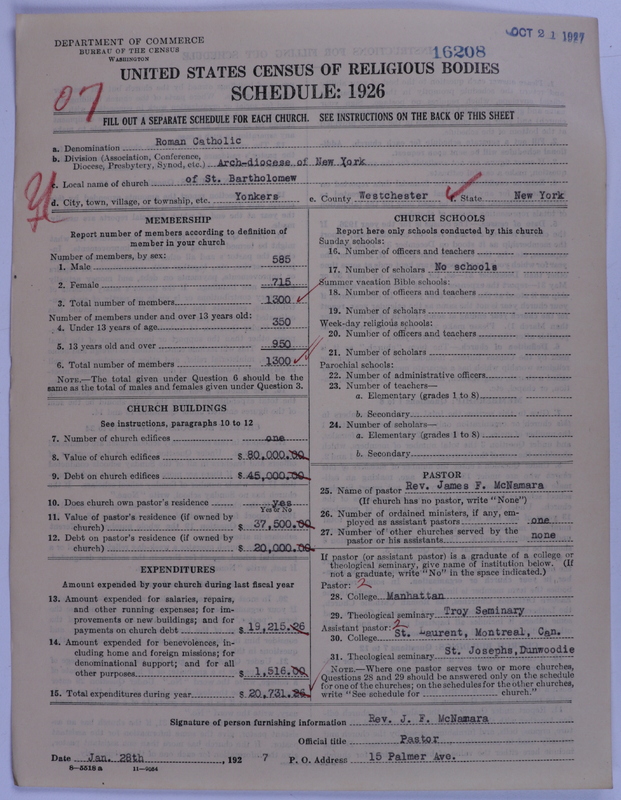 DEPARTMENT OF COMMERCE
BUREAU OF THE CENSUS
WASHINGTON
OCT 21 1927
16208
UNITED STATES CENSUS OF RELIGIOUS BODIES
SCHEDULE: 1926
07
FILL OUT A SEPARATE SCHEDULE FOR EACH CHURCH. SEE INSTRUCTIONS ON THE BACK OF THIS SHEET
a. Denomination Roman Catholic
b. Division (Association, Conference, Diocese, Presbytery, Synod, etc.) Arch-diocese of New York
c. Local name of church of St. Bartholomew
d. City, town, village, or township, etc. Yonkers e. County Westchester f. State New York
MEMBERSHIP
Report number of members according to definition of
member in your church
Number of members, by sex:
1. Male 585
2. Female 715
3. Total number of members 1300
Number of members under and over 13 years old:
4. Under 13 years of age 350
5. 13 years old and over 950
6. Total number of members 1300
NOTE.—The total given under Question 6 should be the
same as the total of males and females given under Question 3.
CHURCH BUILDINGS
See instructions, paragraphs 10 to 12
7. Number of church edifices one
8. Value of church edifices $ 80,000.00
9. Debt on church edifices $ 45,000.00
10. Does church own pastor's residence yes
Yes or No
11. Value of pastor's residence (if owned by
church) $ 37,500.00
12. Debt on pastor's residence (if owned by
church) $ 20,000.00
EXPENDITURES
Amount expended by your church during last fiscal year
13. Amount expended for salaries, repairs,
and other running expenses; for im-
provements or new buildings; and for
payments on church debt $ 19,215.26
14. Amount expended for benevolences, in-
cluding home and foreign missions; for
denominational support; and for all
other purposes $ 1,516.00
15. Total expenditures during year $ 20,731.26
CHURCH SCHOOLS
Report here only schools conducted by this church
Sunday schools:
16. Number of officers and teachers
17. Number of scholars No schools
Summer vacation Bible schools:
18. Number of officers and teachers
19. Number of scholars
Week-day religious schools:
20. Number of officers and teachers
21. Number of scholars
Parochial schools:
22. Number of administrative officers
23. Number of teachers—
a. Elementary (grades 1 to 8)
b. Secondary
24. Number of scholars—
a. Elementary (grades 1 to 8)
b. Secondary
PASTOR
25. Name of pastor Rev. James F. McNamara
(If church has no pastor, write "None")
26. Number of ordained ministers, if any, em-
ployed as assistant pastors one
27. Number of other churches served by the
pastor or his assistants none
If pastor (or assistant pastor) is a graduate of a college or
theological seminary, give name of institution below. (If
not a graduate, write "No" in the space indicated.)
Pastor: 2
28. College Manhattan
29. Theological seminary Troy Seminary
Assistant pastor: 2
30. College St. Laurent, Montreal, Can.
31. Theological seminary St. Josephs, Dunwoodie
NOTE.—Where one pastor serves two or more churches,
Questions 28 and 29 should be answered only on the schedule
for one of the churches; on the schedules for the other churches,
write "See schedule for church."
Signature of person furnishing information Rev. J. F. McNamara
Official title Pastor
Date Jan. 28th, 192 7 P. O. Address 15 Palmer Ave.
8—5518 a 11—9084